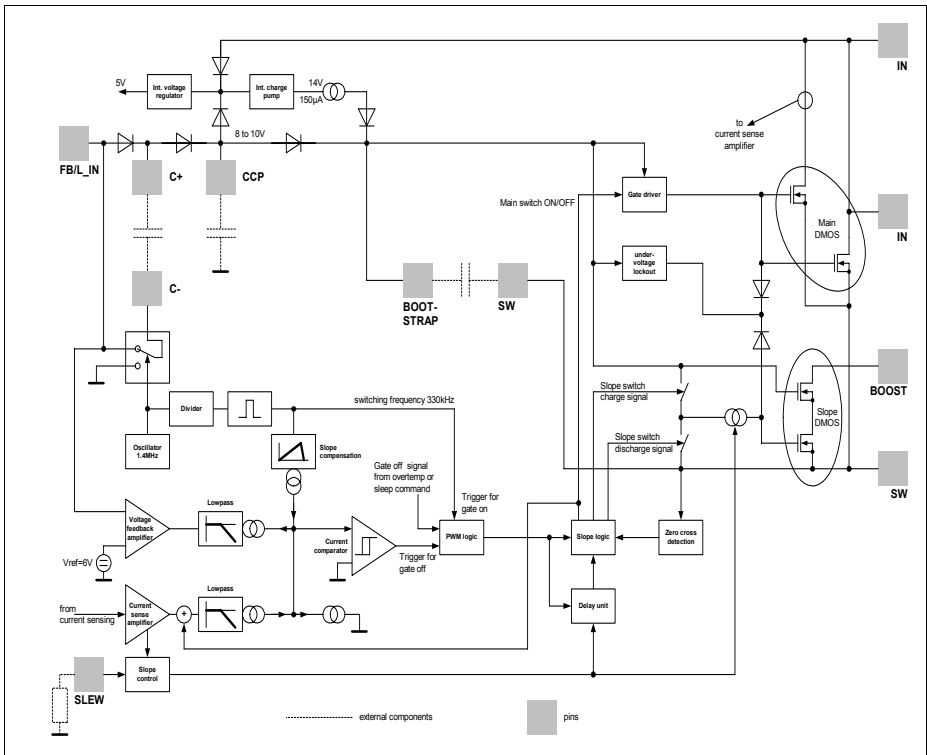 IN
5V
Int. voltage
regulator
Int. charge
pump
14V
150µA
to
current sense
amplifier
8 to 10V
FB/L_IN
C+
CCP
Main switch ON/OFF
Gate driver
Main
DMOS
IN
under-
voltage
lockout
C-
BOOT-
STRAP
SW
BOOST
Slope switch
charge signal
Slope
DMOS
Divider
switching frequency 330kHz
Oscillator
1.4MHz
Slope
compensation
Slope switch
discharge signal
SW
Gate off signal
from overtemp or
sleep command
Trigger for
gate on
Voltage
feedback
amplifier
Lowpass
Current
comparator
PWM logic
Slope logic
Zero cross
detection
Vref=6V
Trigger for
gate off
Lowpass
from
current sensing
Current
sense
amplifier
+
Delay unit
SLEW
Slope
control
external components
pins